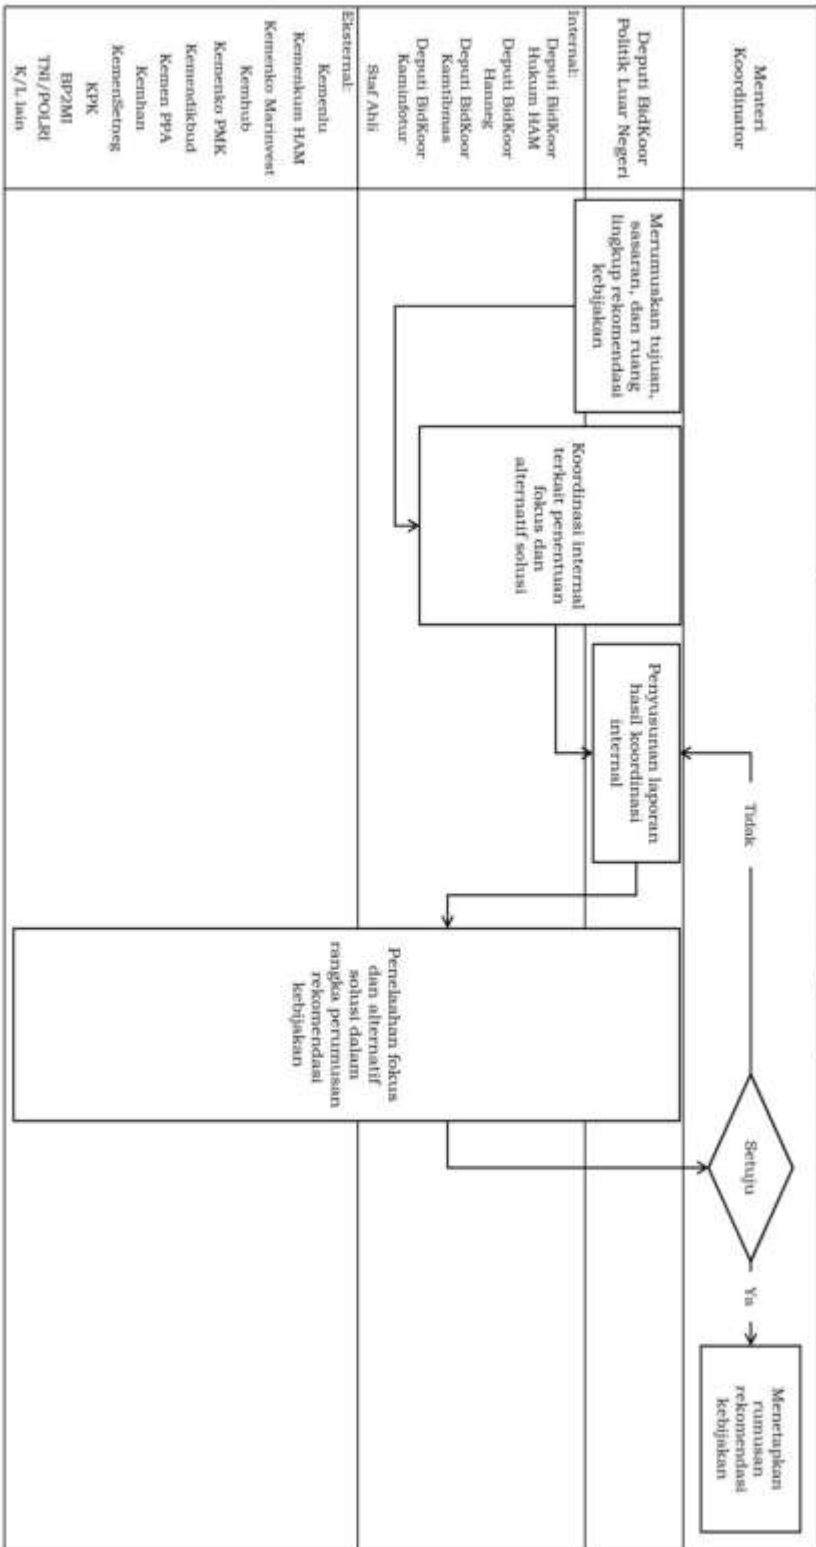 Menteri
Koordinator
Deputi BidKoor
Politik Luar Negeri
Internal:
Deputi BidKoor
Hukum HAM
Deputi BidKoor
Hanneg
Deputi BidKoor
Kamtibmas
Deputi BidKoor
Kaminfotur
Staf Ahli
Eksternal:
Kemenlu
Kemenkum HAM
Kemenko Marinvest
Kemhub
Kemenko PMK
Kemendikbud
Kemen PPA
Kemhan
KemenSetneg
KPK
BP2MI
TNI/POLRI
K/L lain
Merumuskan tujuan,
sasaran, dan ruang
lingkup rekomendasi
kebijakan
Koordinasi internal
terkait penentuan
fokus dan
alternatif solusi
Penyusunan laporan
hasil koordinasi
internal
Tidak
Penelaahan fokus
dan alternatif
solusi dalam
rangka perumusan
rekomendasi
kebijakan
Setuju
Ya
Menetapkan
rumusan
rekomendasi
kebijakan